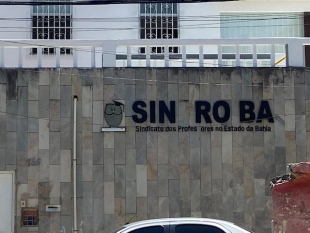 SIN RO BA
Sindicato dos Profes ores no Estado da Bahia